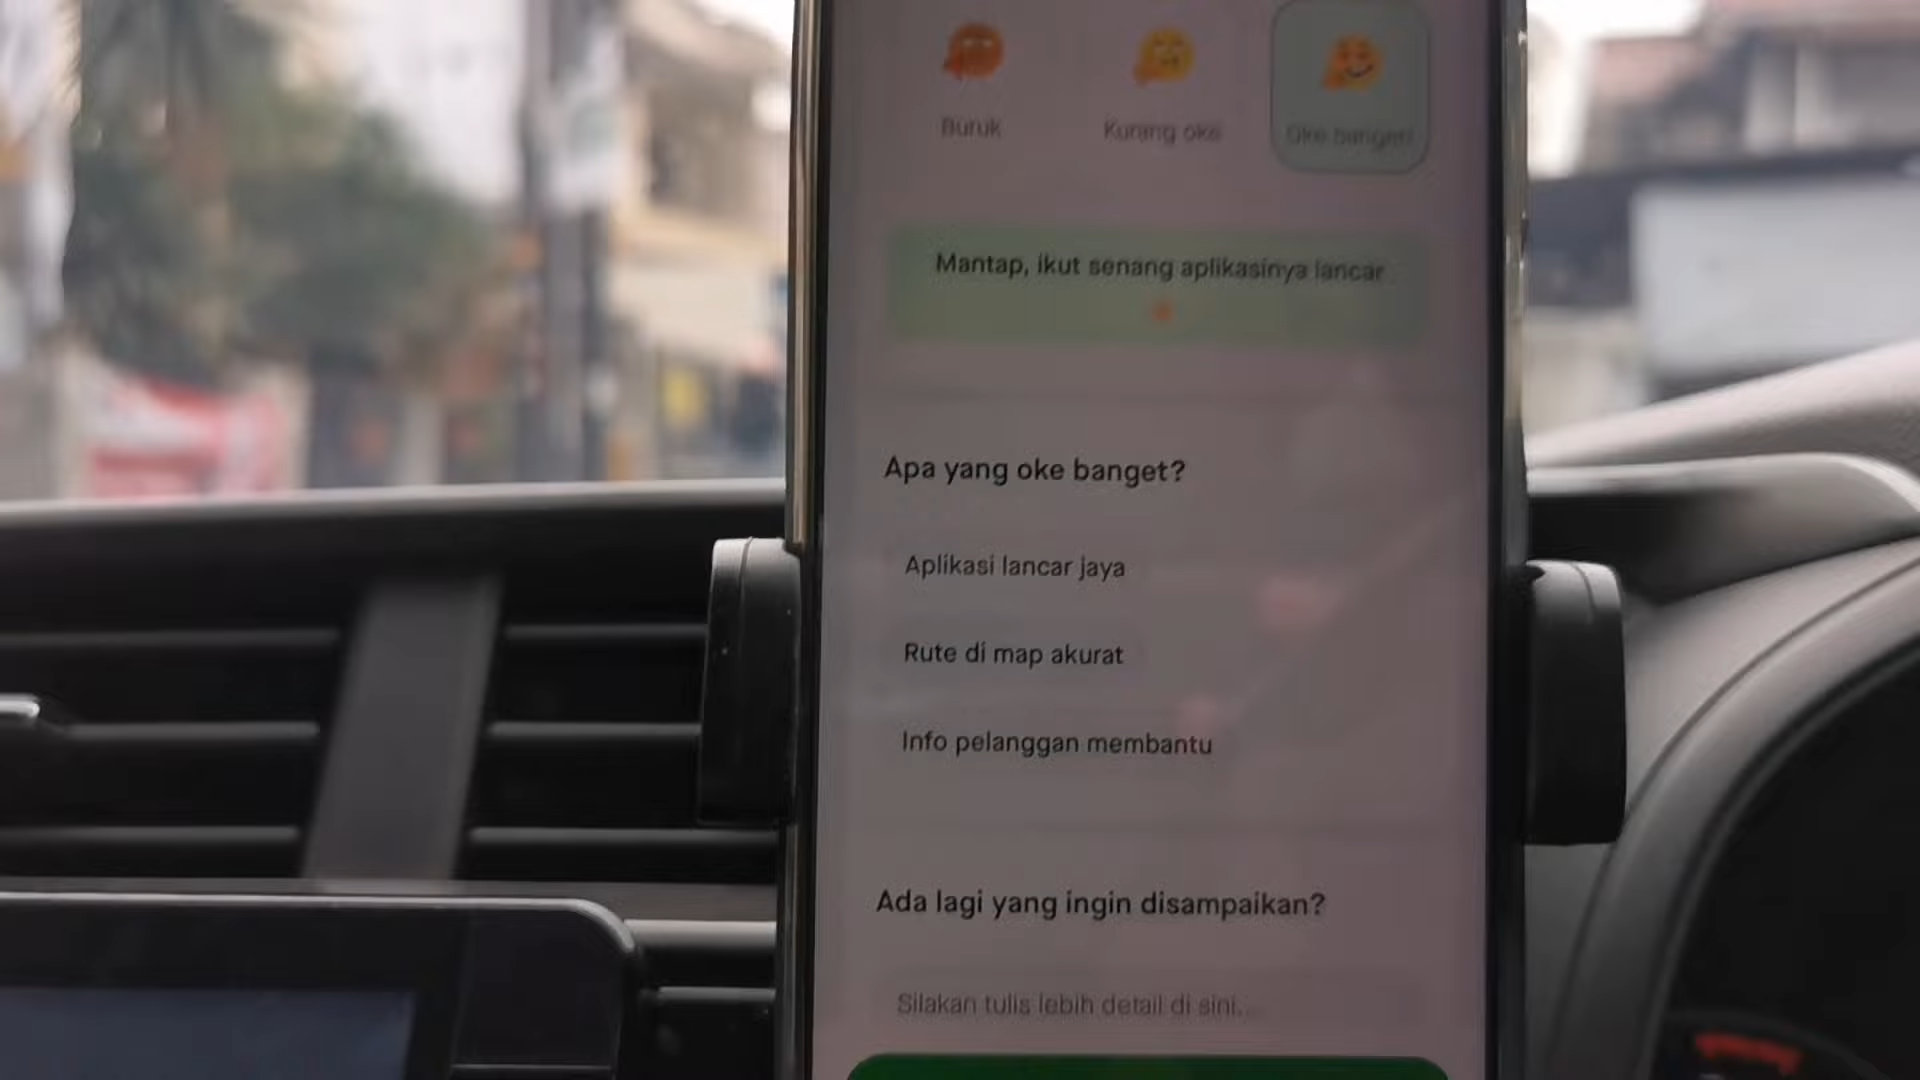 Buruk
Kurang oke
Oke banget!
Mantap, ikut senang aplikasinya lancar
Apa yang oke banget?
Aplikasi lancar jaya
Rute di map akurat
Info pelanggan membantu
Ada lagi yang ingin disampaikan?
Silakan tulis lebih detail di sini...